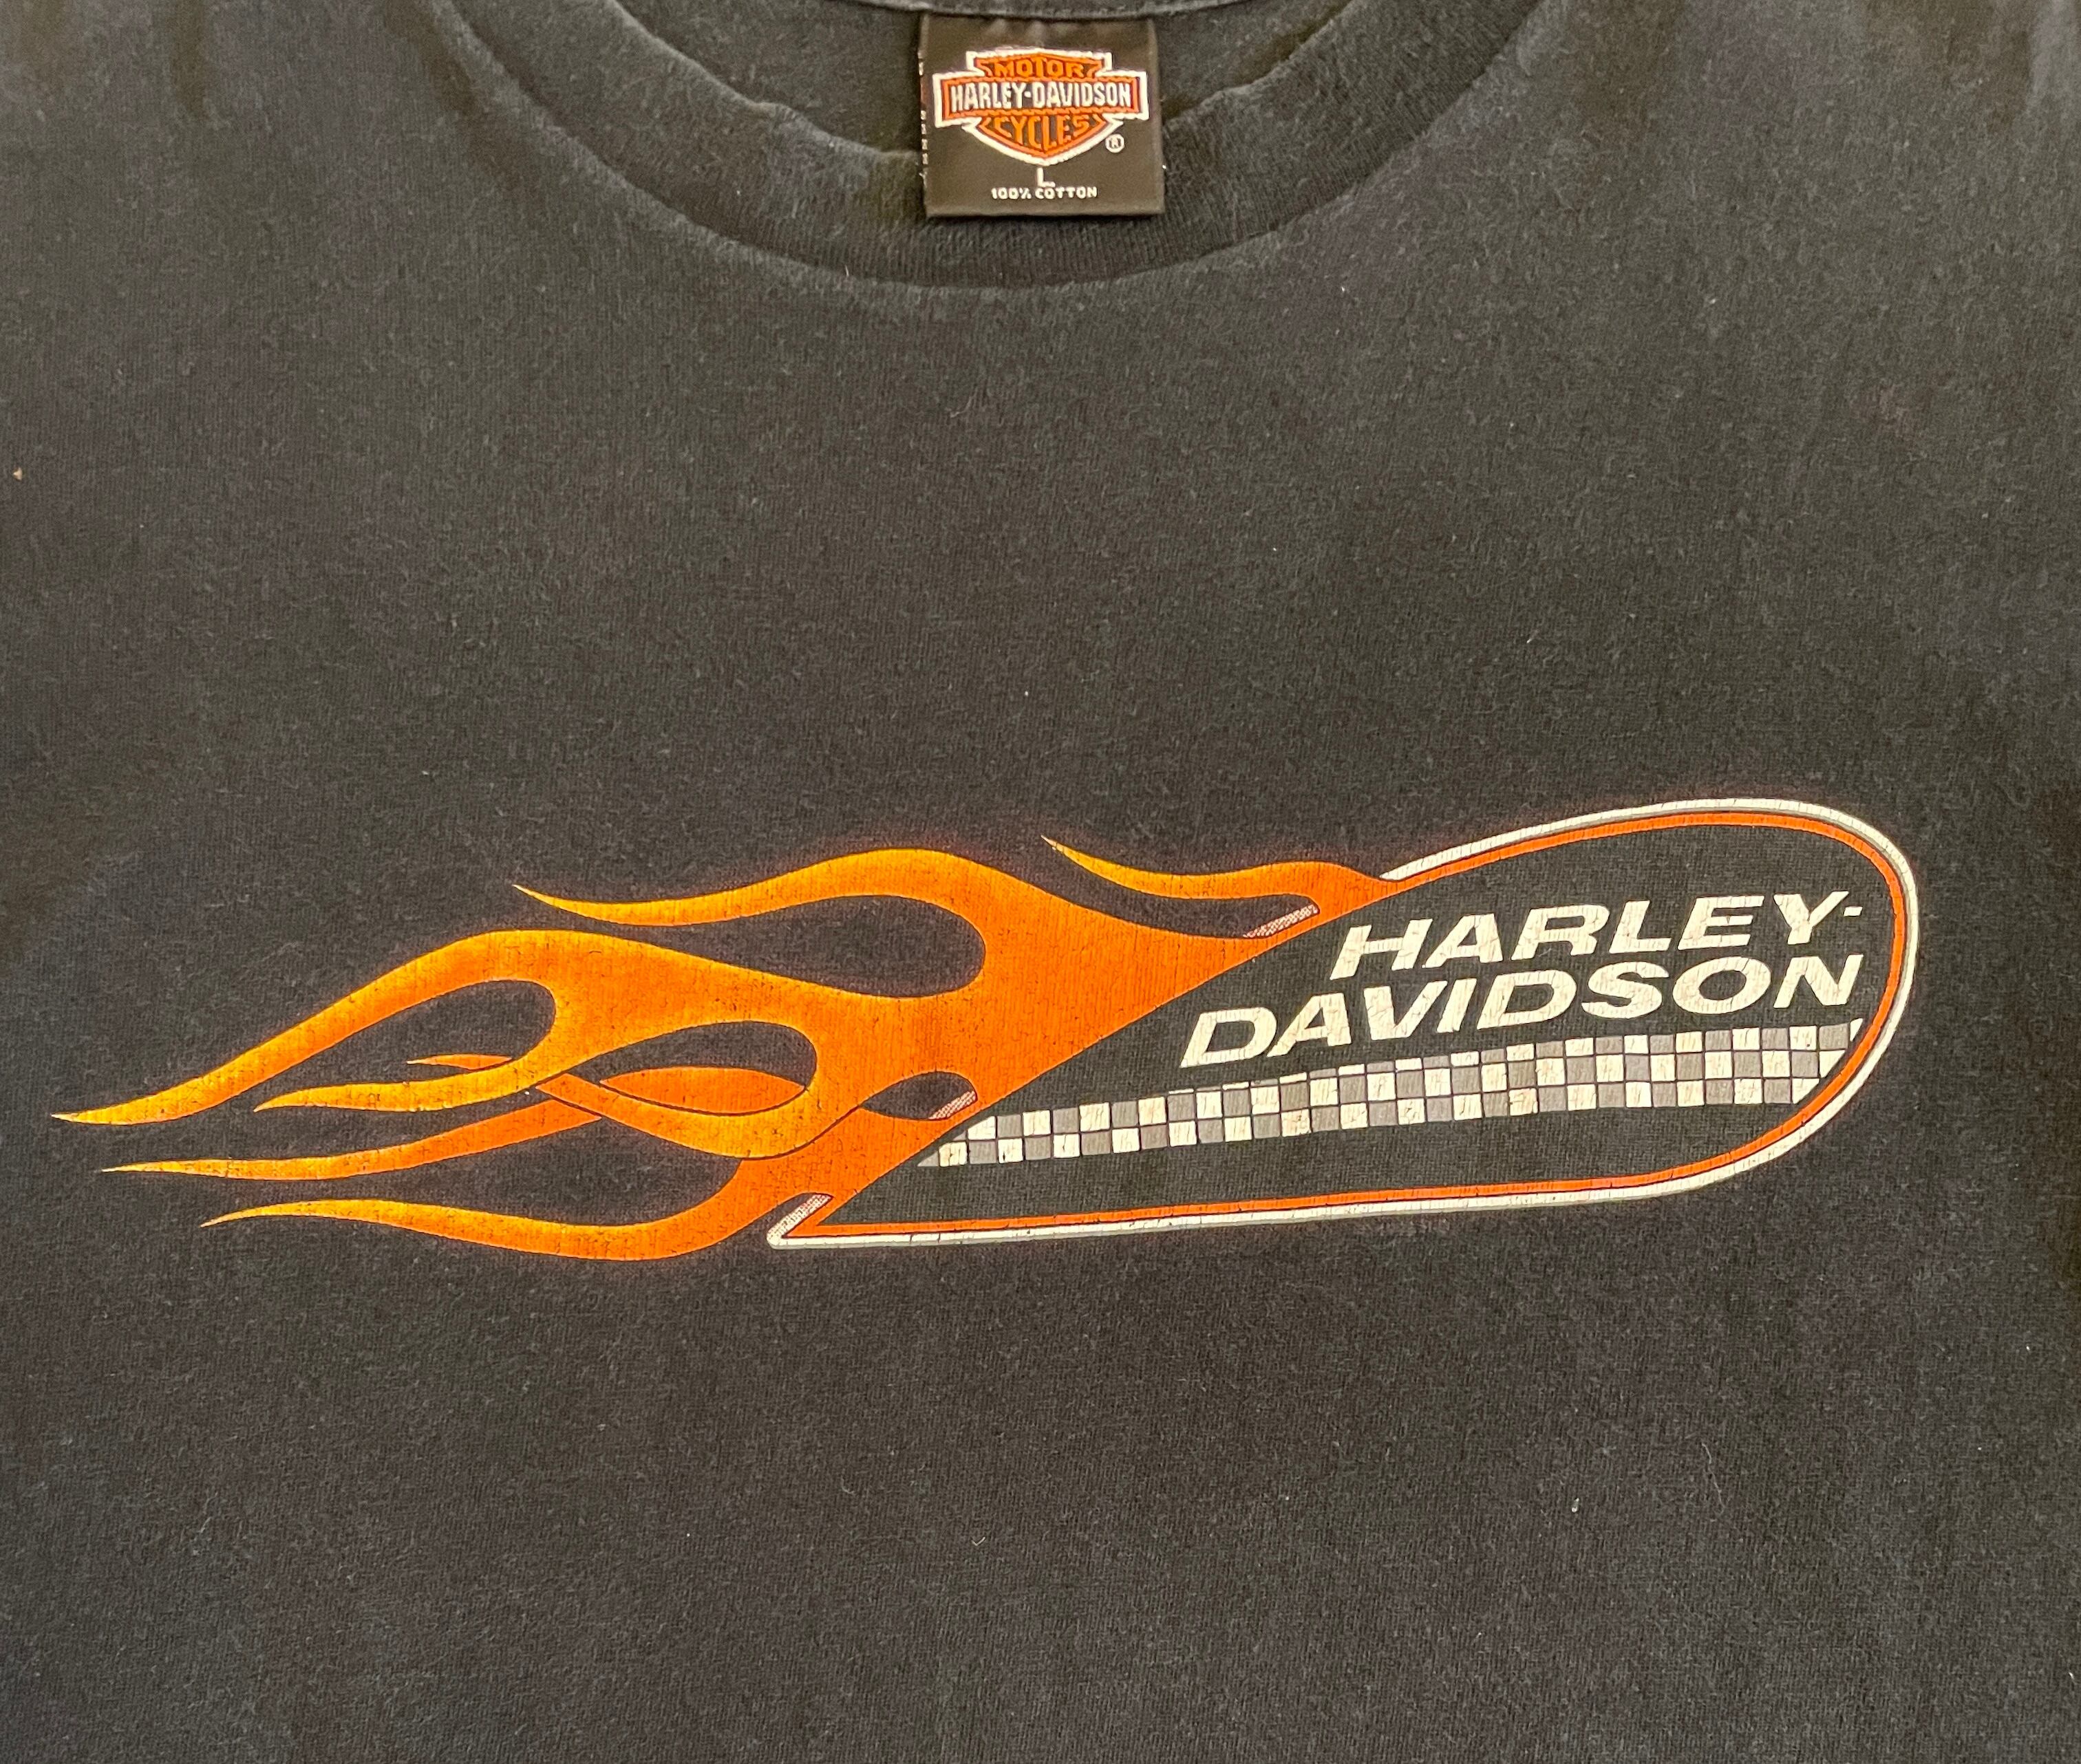 MOTOR
HARLEY-DAVIDSON
CYCLES
®
L
100% COTTON
HARLEY-
DAVIDSON